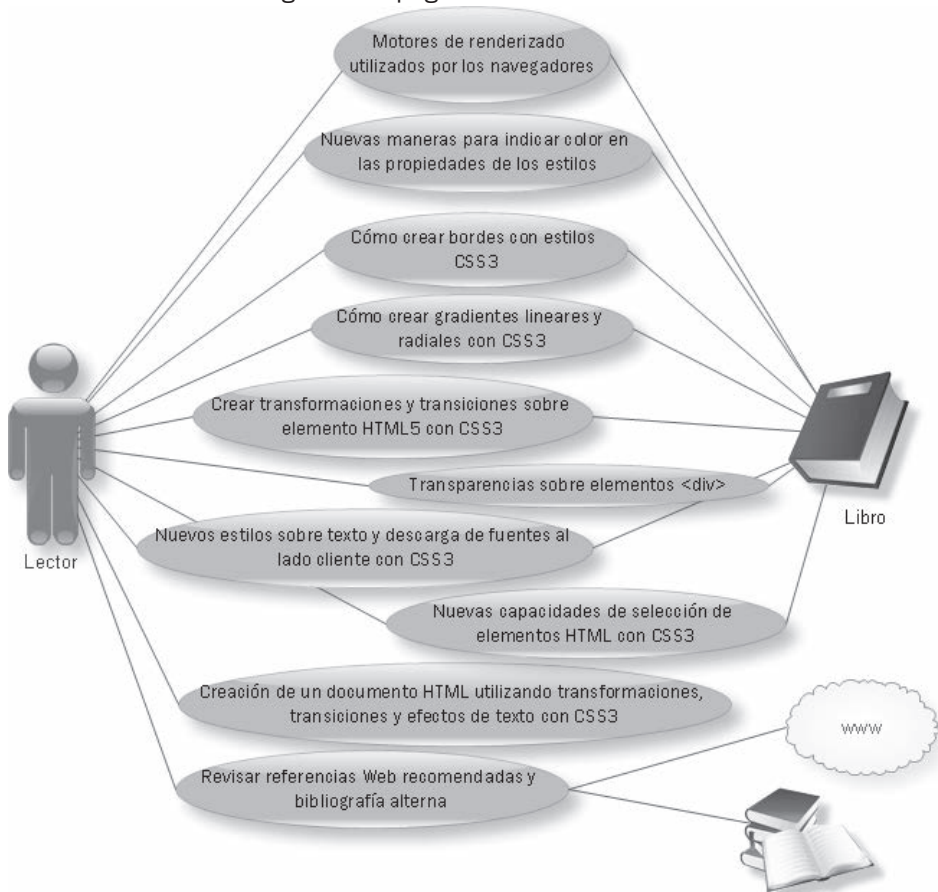 Motores de renderizado
utilizados por los navegadores
Nuevas maneras para indicar color en
las propiedades de los estilos
Cómo crear bordes con estilos
CSS3
Cómo crear gradientes lineares y
radiales con CSS3
Crear transformaciones y transiciones sobre
elemento HTML5 con CSS3
Transparencias sobre elementos <div>
Libro
Nuevos estilos sobre texto y descarga de fuentes al
lado cliente con CSS3
Lector
Nuevas capacidades de selección de
elementos HTML con CSS3
Creación de un documento HTML utilizando transformaciones,
transiciones y efectos de texto con CSS3
www
Revisar referencias Web recomendadas y
bibliografía alterna